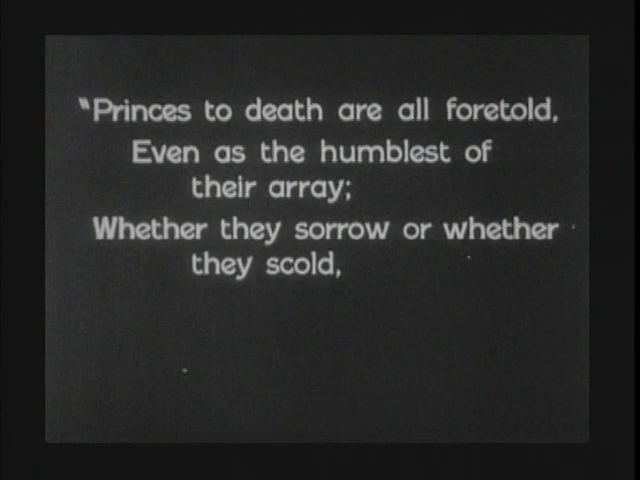 "Princes to death are all foretold,
Even as the humblest of
their array;
Whether they sorrow or whether
they scold,